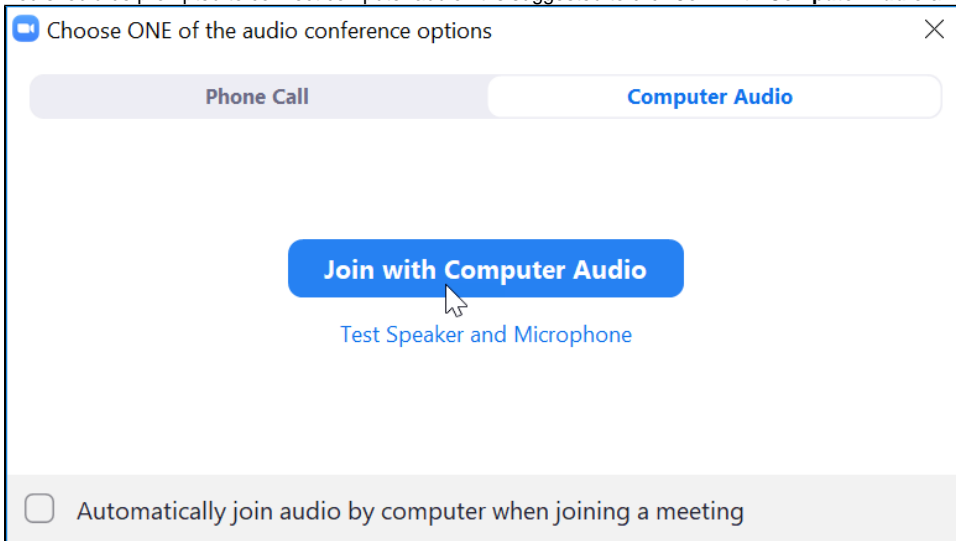 Choose ONE of the audio conference options
Phone Call
Computer Audio
Join with Computer Audio
Test Speaker and Microphone
Automatically join audio by computer when joining a meeting